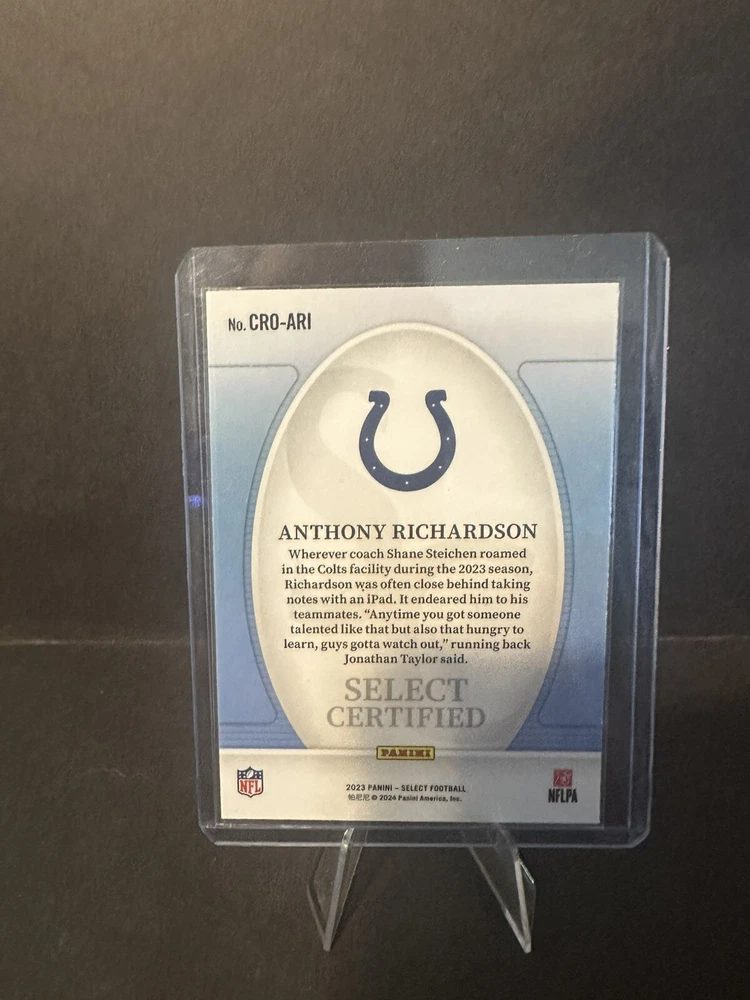 No. CRO-ARI
ANTHONY RICHARDSON
Wherever coach Shane Steichen roamed
in the Colts facility during the 2023 season,
Richardson was often close behind taking
notes with an iPad. It endeared him to his
teammates. “Anytime you got someone
talented like that but also that hungry to
learn, guys gotta watch out,” running back
Jonathan Taylor said.
SELECT
CERTIFIED
PANINI
NFL
2023 PANINI – SELECT FOOTBALL
帕尼尼 © 2024 Panini America, Inc.
NFLPA